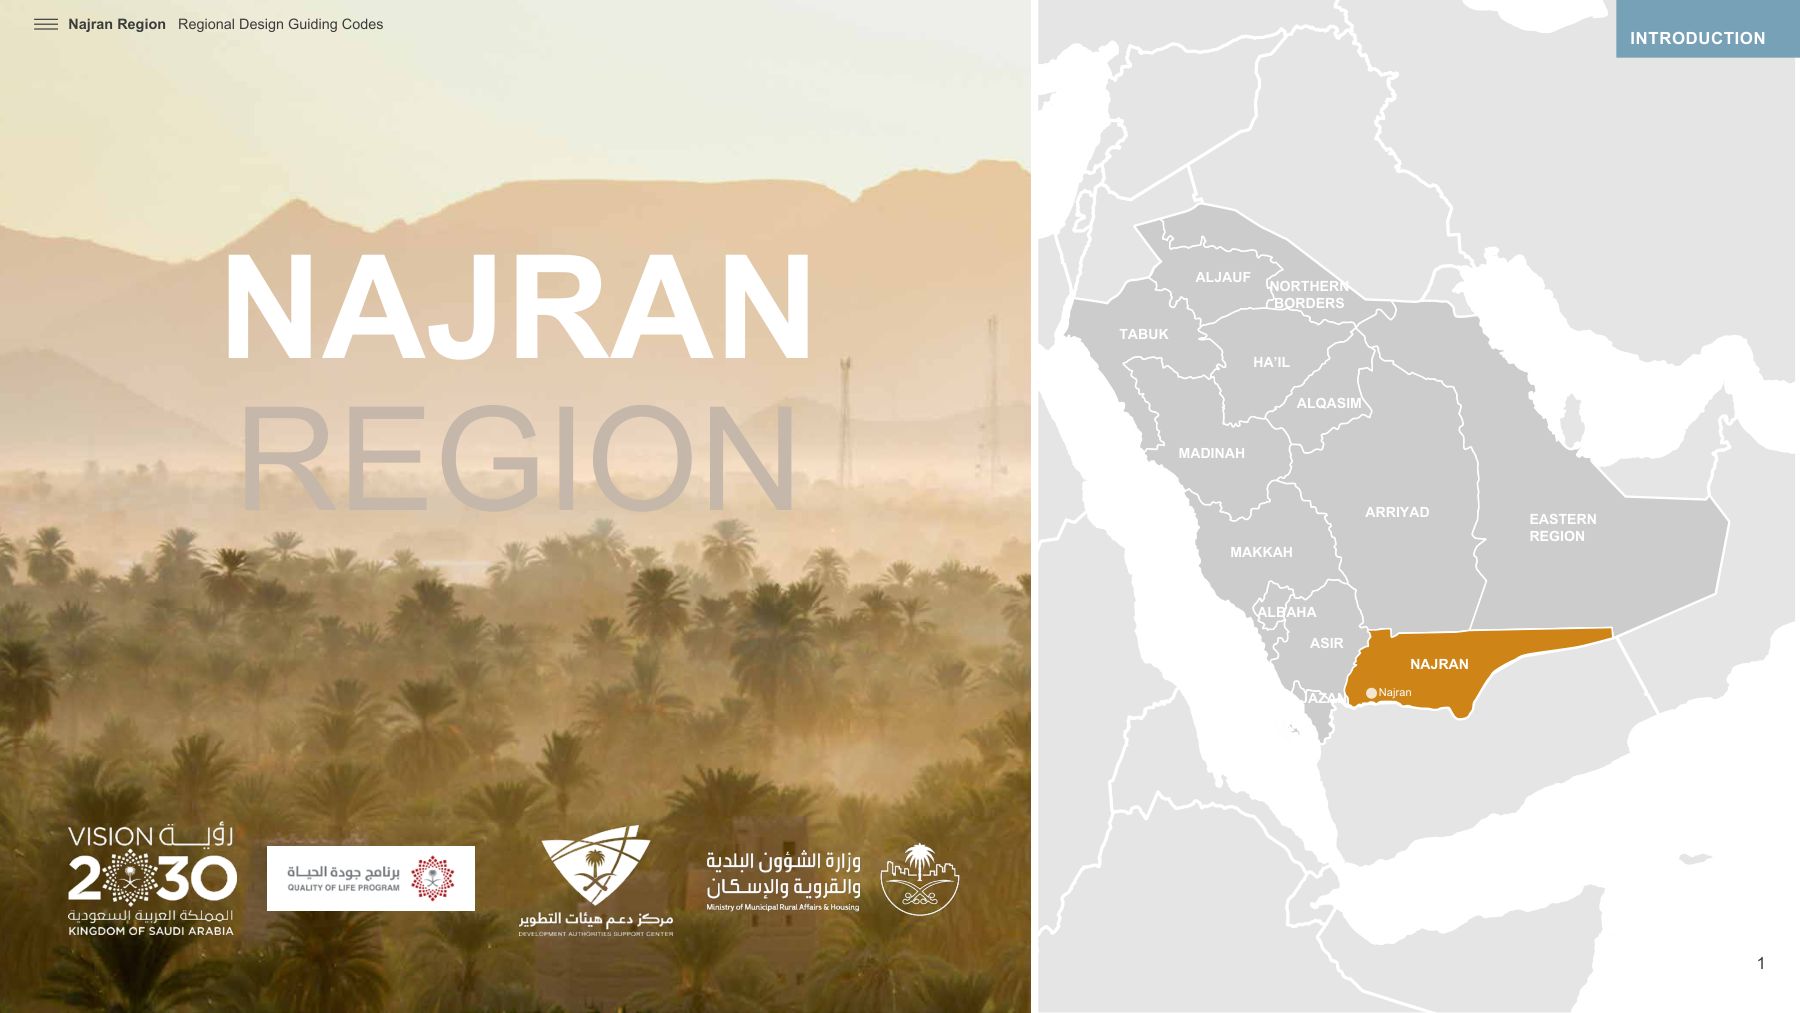 Najran Region Regional Design Guiding Codes
INTRODUCTION
NAJRAN
REGION
VISION رؤيـــة
2030
المملكة العربية السعودية
KINGDOM OF SAUDI ARABIA
برنامج جودة الحيـــاة
QUALITY OF LIFE PROGRAM
مركز دعم هيئات التطوير
DEVELOPMENT AUTHORITIES SUPPORT CENTER
وزارة الشؤون البلدية
والقروية والإسكان
Ministry of Municipal Rural Affairs & Housing
ALJAUF
NORTHERN
BORDERS
TABUK
HA'IL
ALQASIM
MADINAH
ARRIYAD
EASTERN
REGION
MAKKAH
ALBAHA
ASIR
NAJRAN
JAZAN
Najran
1